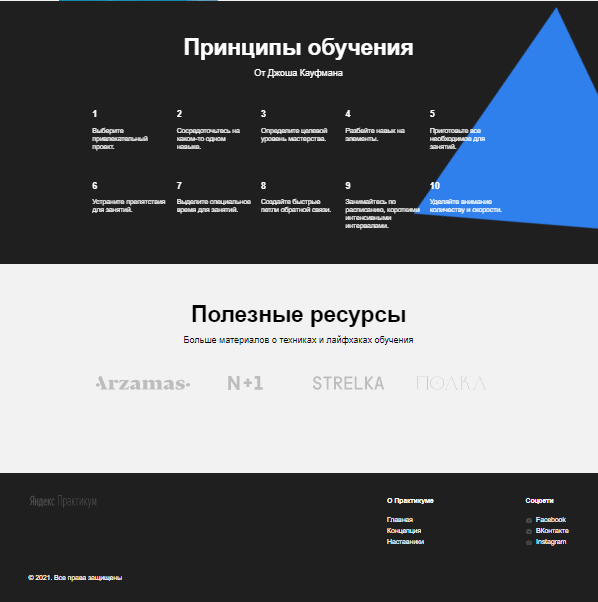 Принципы обучения
От Джоша Кауфмана
1
Выберите
привлекательный
проект.
2
Сосредоточьтесь на
каком-то одном
навыке.
3
Определите целевой
уровень мастерства.
4
Разбейте навык на
элементы.
5
Приготовьте все
необходимое для
занятий.
6
Устраните препятствия
для занятий.
7
Выделите специальное
время для занятий.
8
Создайте быстрые
петли обратной связи.
9
Занимайтесь по
расписанию, короткими
интенсивными
интервалами.
10
Уделяйте внимание
количеству и скорости.
Полезные ресурсы
Больше материалов о техниках и лайфхаках обучения
Arzamas
N+1
STRELKA
ПОЛКА
Яндекс Практикум
О Практикуме
Главная
Концепция
Наставники
Соцсети
Facebook
ВКонтакте
Instagram
© 2021. Все права защищены